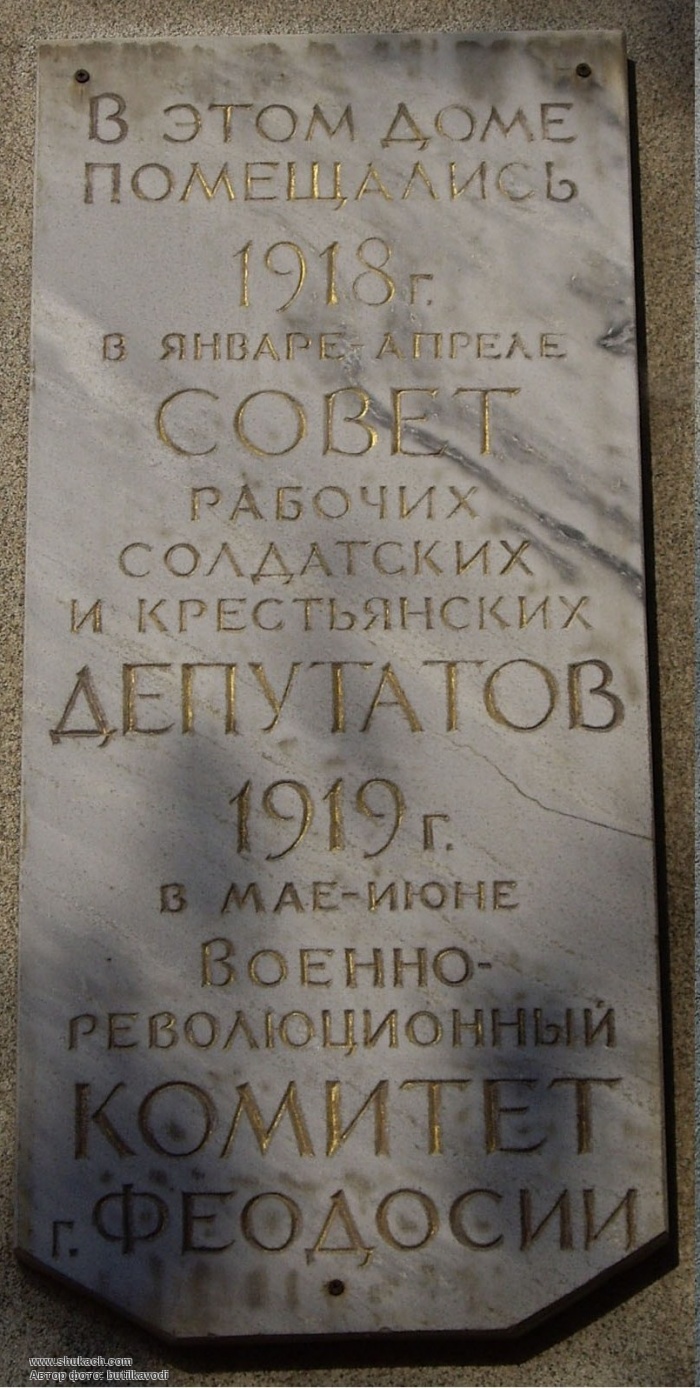 В ЭТОМ ДОМЕ
ПОМЕЩАЛИСЬ
1918 г.
В ЯНВАРЕ-АПРЕЛЕ
СОВЕТ
РАБОЧИХ
СОЛДАТСКИХ
И КРЕСТЬЯНСКИХ
ДЕПУТАТОВ
1919 г.
В МАЕ-ИЮНЕ
ВОЕННО-
РЕВОЛЮЦИОННЫЙ
КОМИТЕТ
г. ФЕОДОСИИ
www.shukach.com
Автор фото: butikavodi